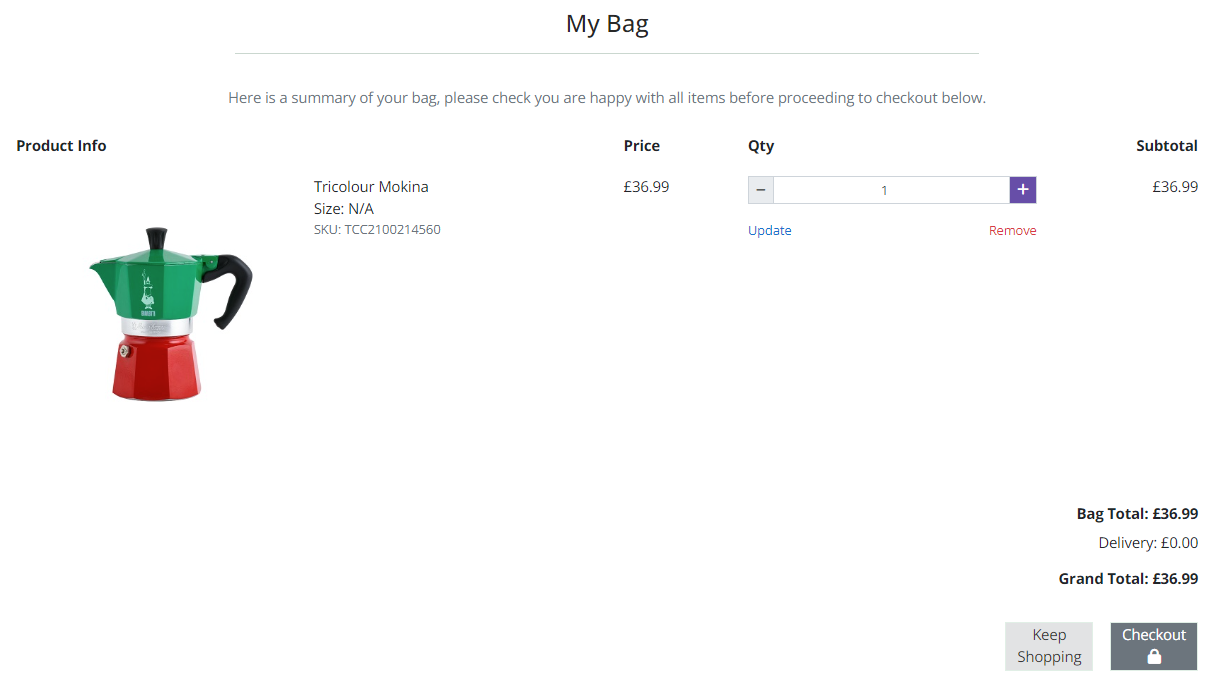 My Bag
Here is a summary of your bag, please check you are happy with all items before proceeding to checkout below.
Product Info Price Qty Subtotal
Tricolour Mokina £36.99 − 1 + £36.99
Size: N/A
SKU: TCC2100214560 Update Remove
Bag Total: £36.99
Delivery: £0.00
Grand Total: £36.99
Keep
Shopping
Checkout